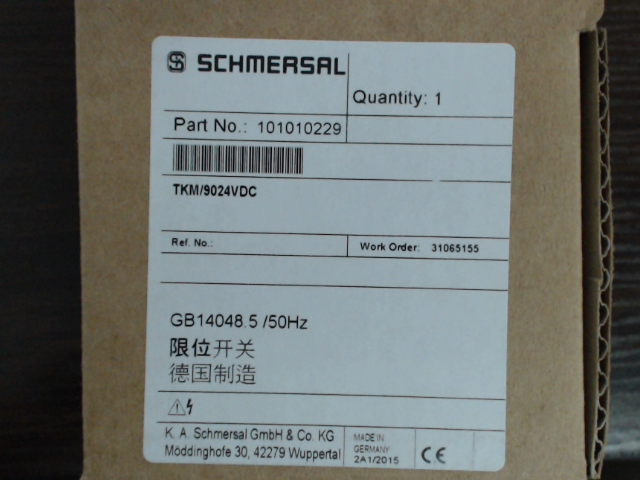 SCHMERSAL
Quantity: 1
Part No.: 101010229
TKM/9024VDC
Ref. No.:
Work Order: 31065155
GB14048.5 /50Hz
限位开关
德国制造
K. A. Schmersal GmbH & Co. KG
Möddinghofe 30, 42279 Wuppertal
MADE IN
GERMANY
2A1/2015
CE